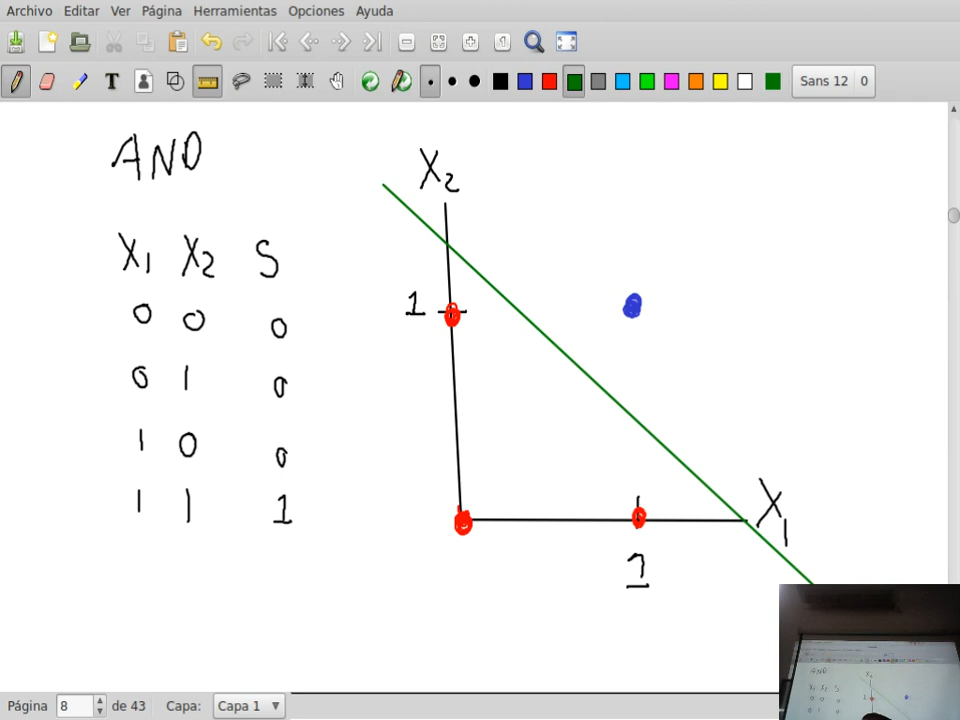 Archivo Editar Ver Página Herramientas Opciones Ayuda
Sans 12 0
AND
X1 X2 S
0 0 0
0 1 0
1 0 0
1 1 1
X2
1
X1
1
Página 8 de 43 Capa: Capa 1